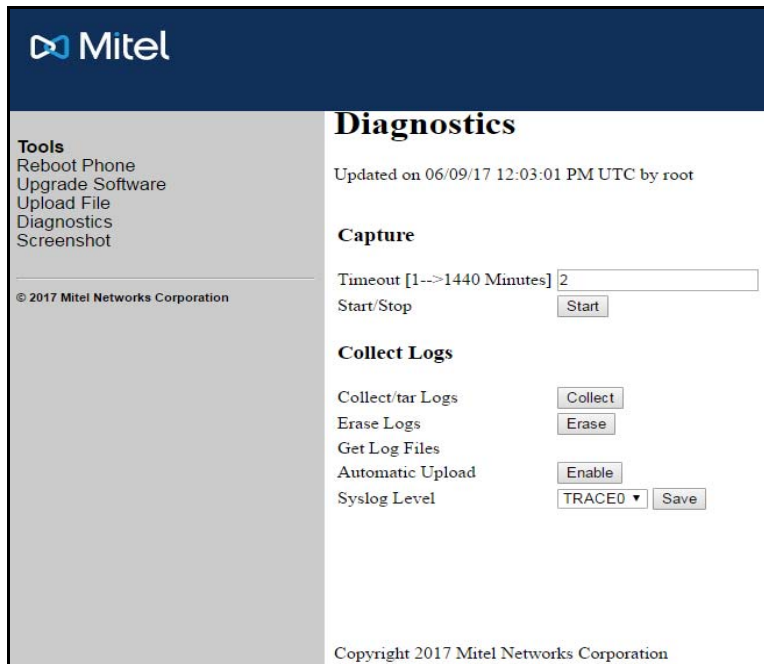 Mitel
Tools
Reboot Phone
Upgrade Software
Upload File
Diagnostics
Screenshot
© 2017 Mitel Networks Corporation
Diagnostics
Updated on 06/09/17 12:03:01 PM UTC by root
Capture
Timeout [1-->1440 Minutes] 2
Start/Stop Start
Collect Logs
Collect/tar Logs Collect
Erase Logs Erase
Get Log Files
Automatic Upload Enable
Syslog Level TRACE0 Save
Copyright 2017 Mitel Networks Corporation